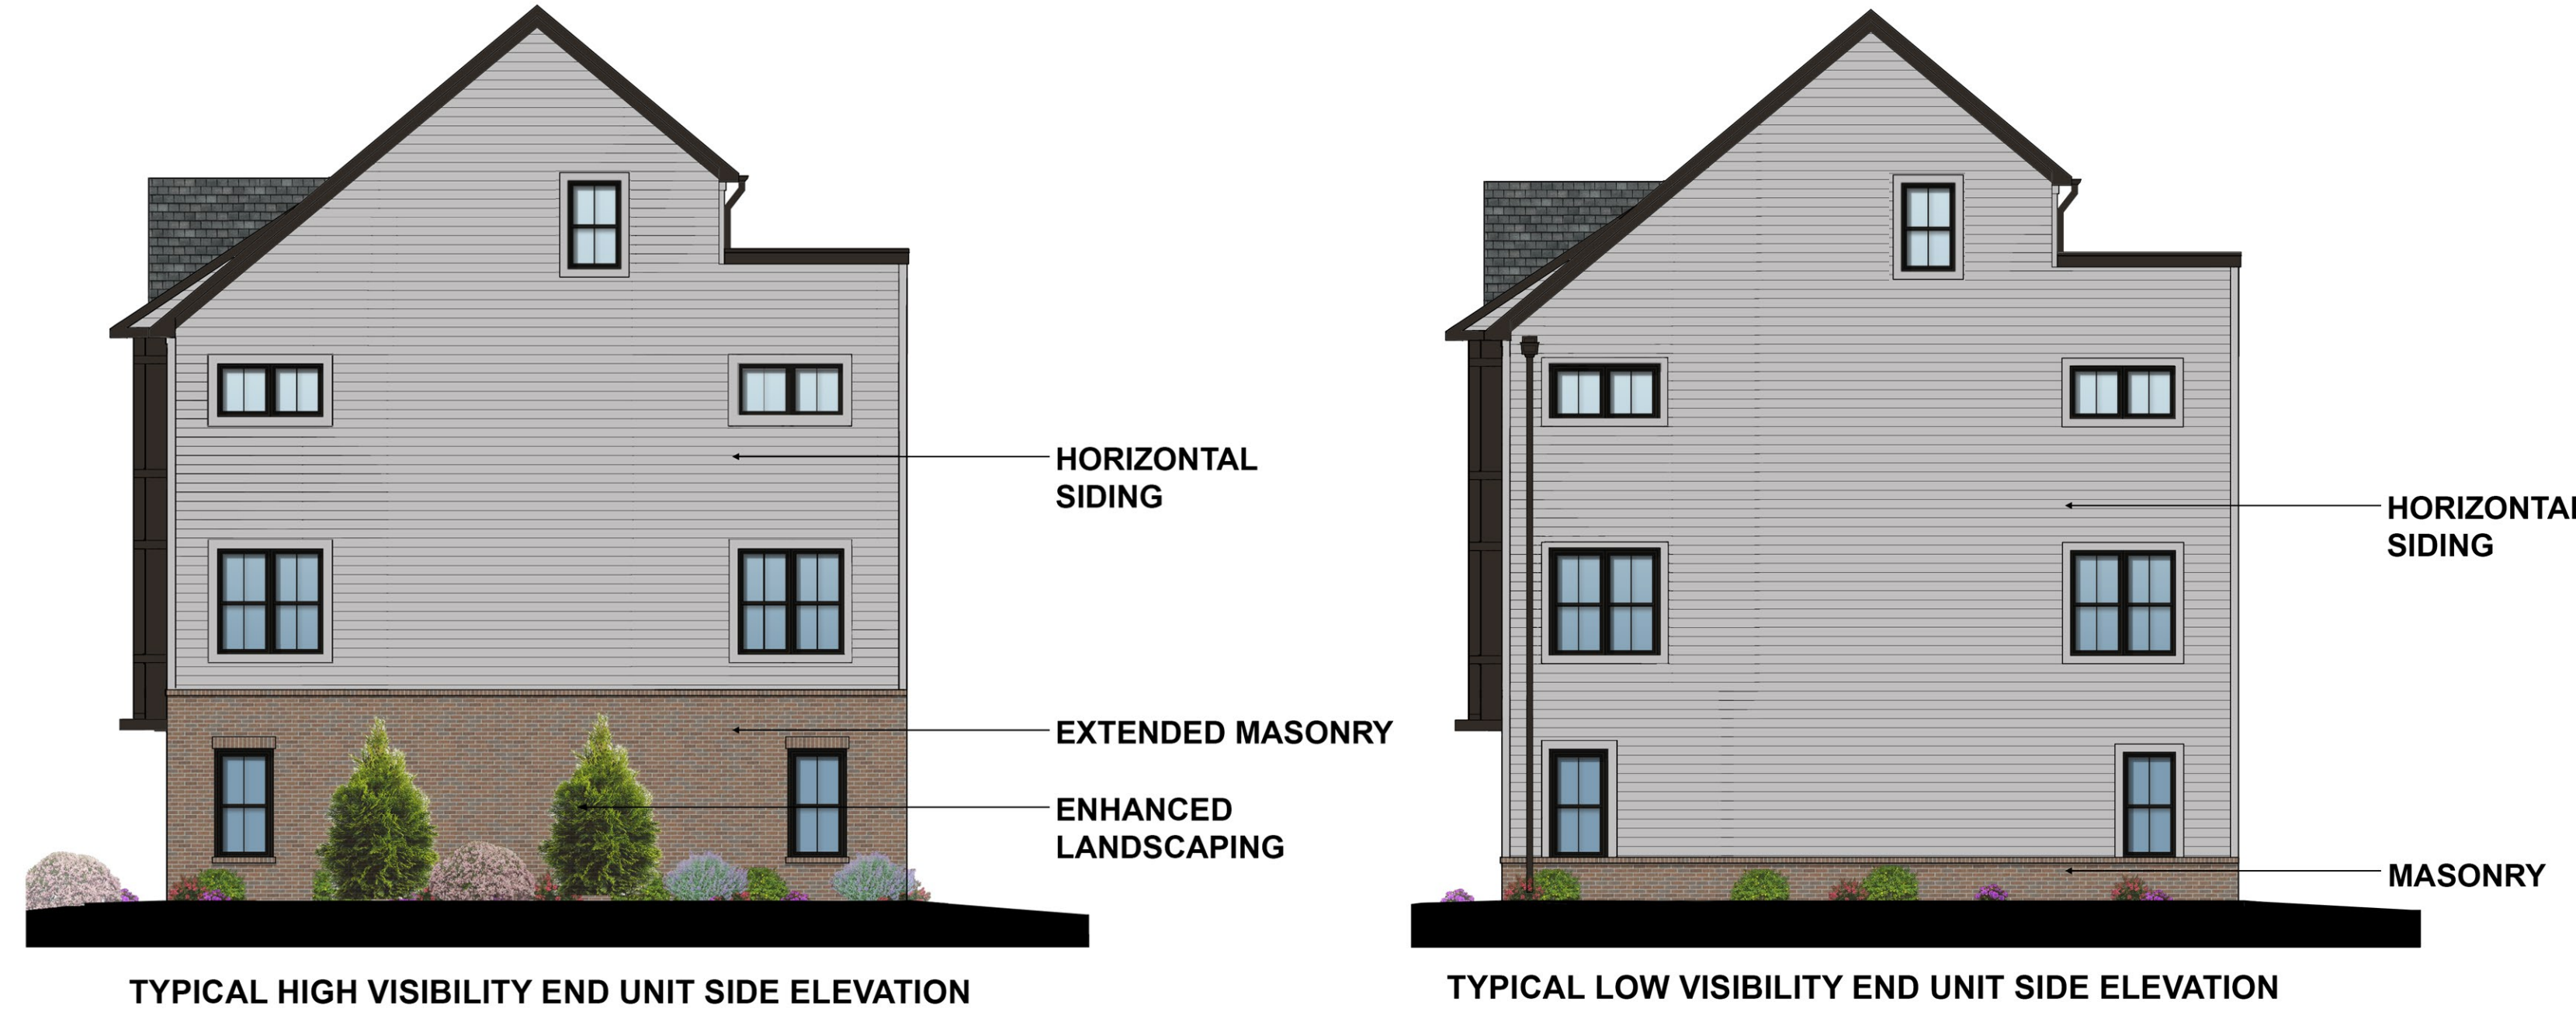 HORIZONTAL
SIDING
EXTENDED MASONRY
ENHANCED
LANDSCAPING
TYPICAL HIGH VISIBILITY END UNIT SIDE ELEVATION
HORIZONTAL
SIDING
MASONRY
TYPICAL LOW VISIBILITY END UNIT SIDE ELEVATION